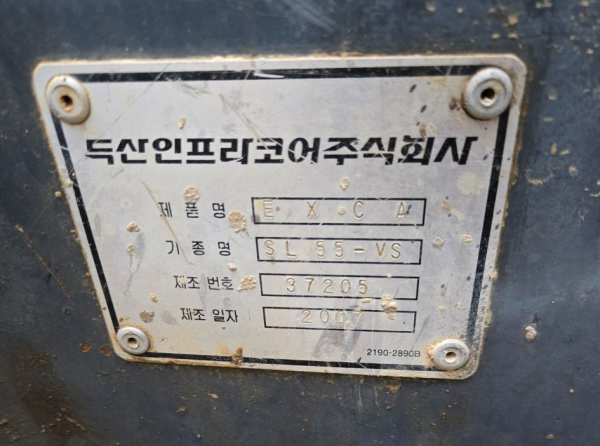 두산인프라코어주식회사
제 품 명 E X C A
기 종 명 SL 55-VS
제조 번호 37205
제조 일자 2007
2190-2890B